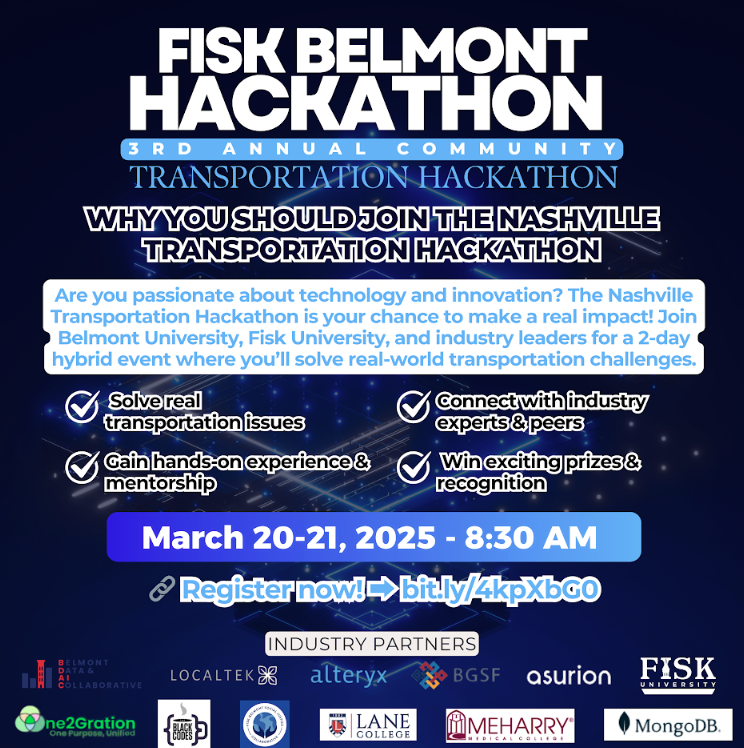 FISK BELMONT
HACKATHON
3RD ANNUAL COMMUNITY
TRANSPORTATION HACKATHON
WHY YOU SHOULD JOIN THE NASHVILLE
TRANSPORTATION HACKATHON
Are you passionate about technology and innovation? The Nashville
Transportation Hackathon is your chance to make a real impact! Join
Belmont University, Fisk University, and industry leaders for a 2-day
hybrid event where you'll solve real-world transportation challenges.
Solve real
transportation issues
Connect with industry
experts & peers
Gain hands-on experience &
mentorship
Win exciting prizes &
recognition
March 20-21, 2025 - 8:30 AM
Register now! ➡ bit.ly/4kpXbG0
INDUSTRY PARTNERS
BELMONT
DATA &
AI
COLLABORATIVE
LOCALTEK
alteryx
BGSF
asurion
FISK
UNIVERSITY
One2Gration
One Purpose, Unified
BLACK
CODES
LANE
COLLEGE
MEHARRY
MEDICAL COLLEGE
MongoDB.